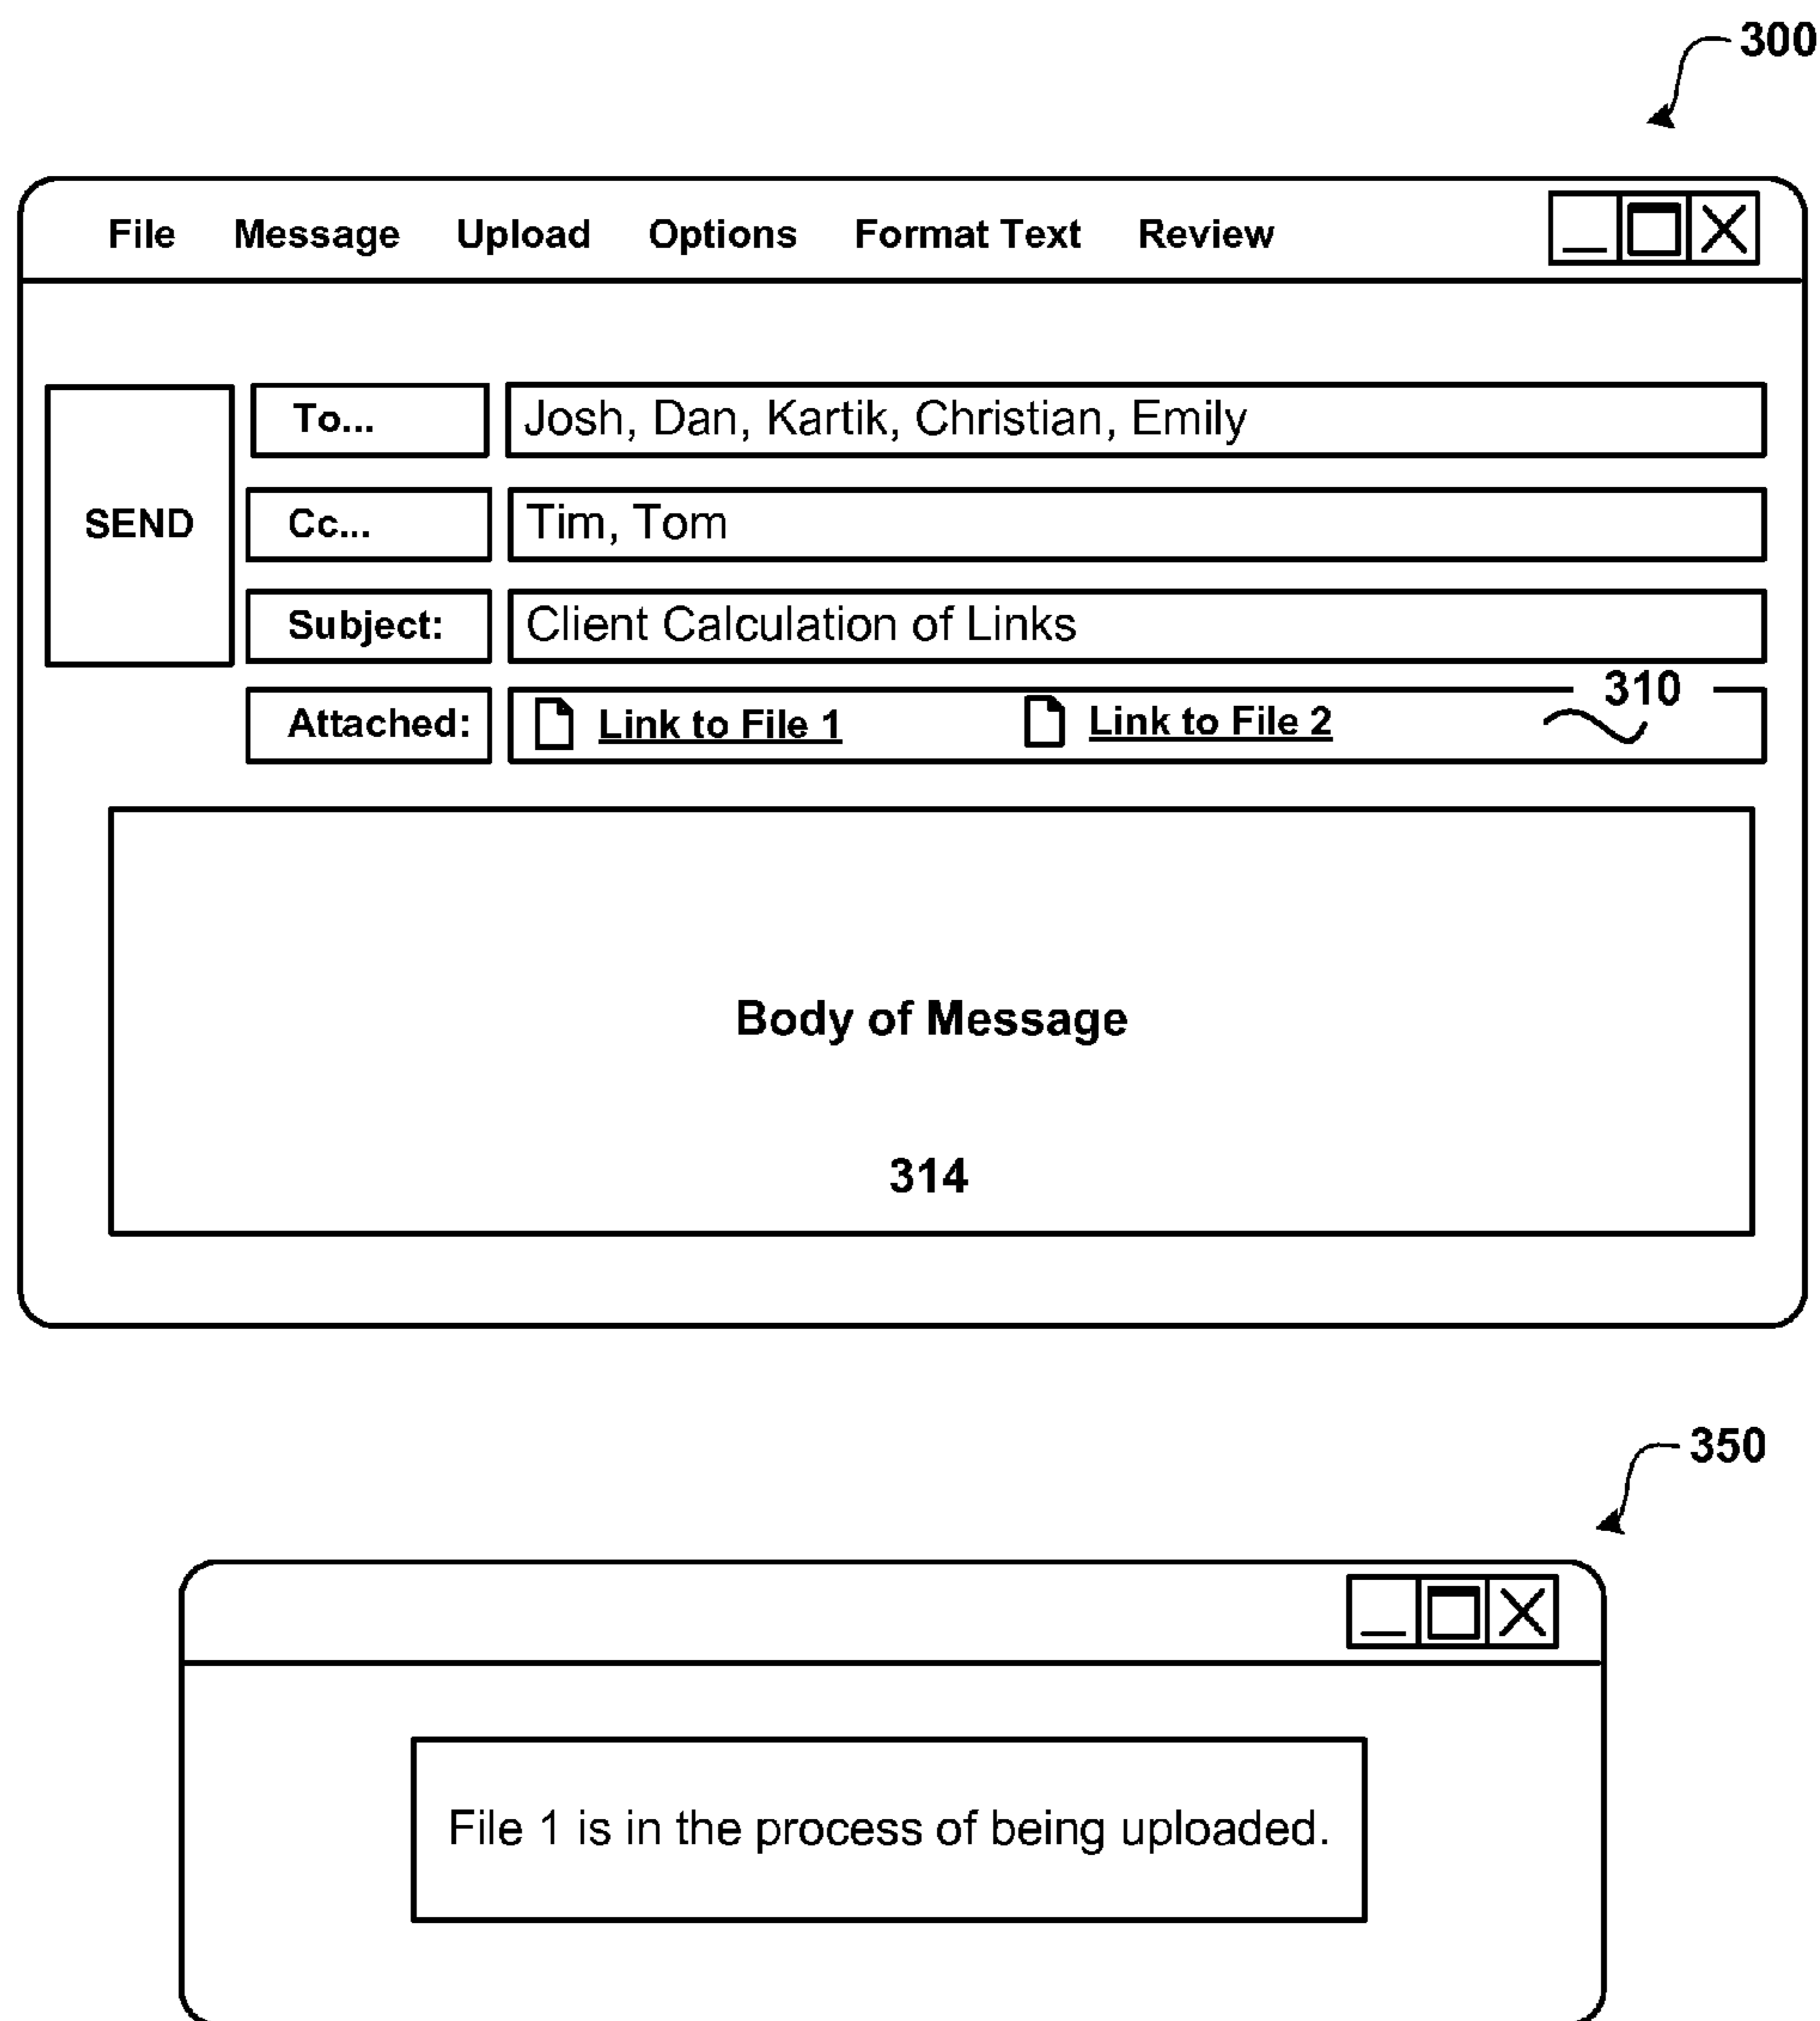 300
File Message Upload Options Format Text Review
SEND
To... Josh, Dan, Kartik, Christian, Emily
Cc... Tim, Tom
Subject: Client Calculation of Links
310
Attached: Link to File 1 Link to File 2
Body of Message
314
350
File 1 is in the process of being uploaded.